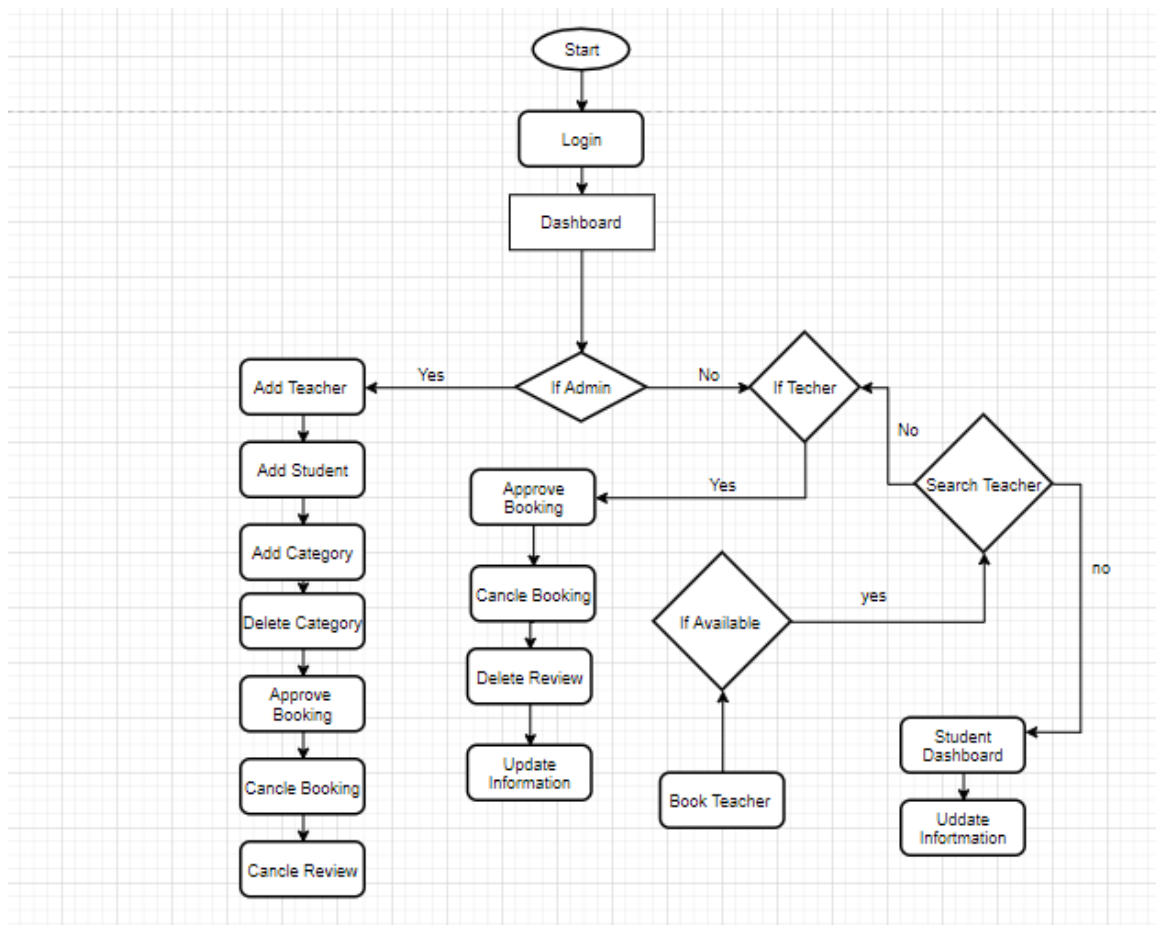 Start
Login
Dashboard
If Admin
Yes
No
If Techer
Add Teacher
Add Student
Add Category
Delete Category
Approve
Booking
Cancle Booking
Cancle Review
Yes
Approve
Booking
Cancle Booking
Delete Review
Update
Information
No
Search Teacher
no
yes
If Available
Book Teacher
Student
Dashboard
Uddate
Infortmation